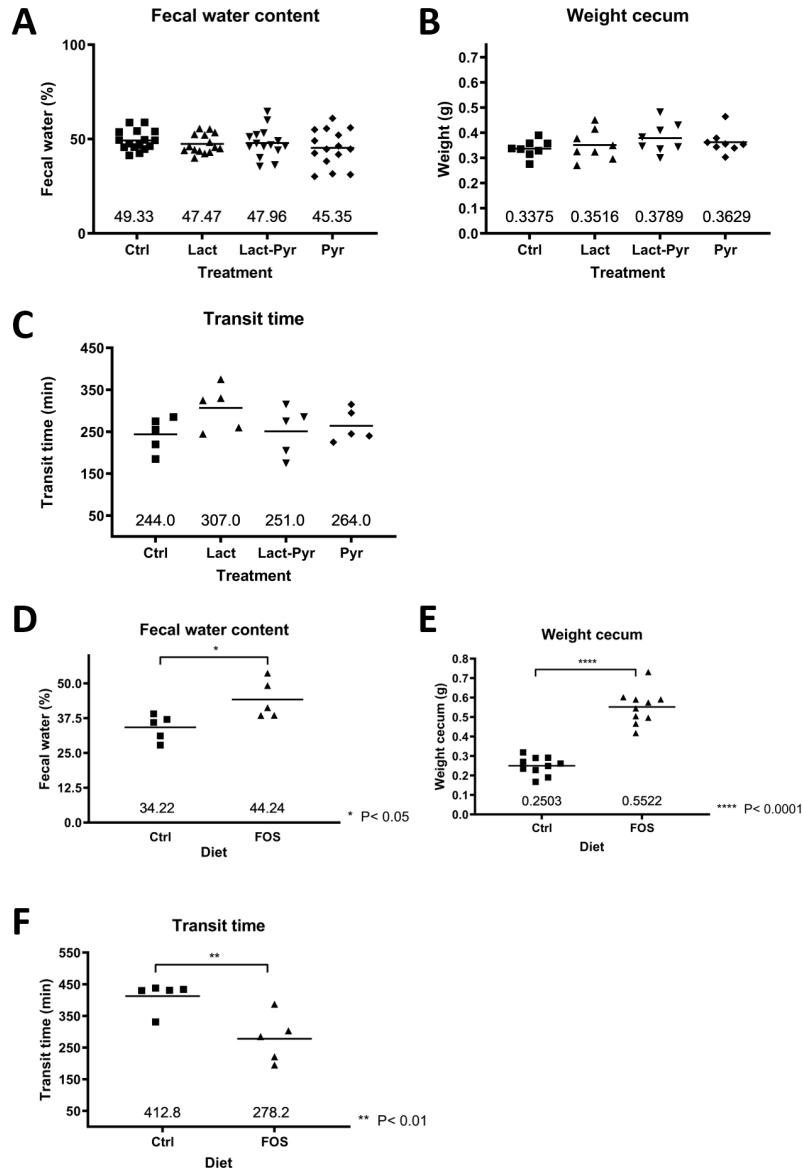 A
Fecal water content
Fecal water (%)
100
50
0
49.33 47.47 47.96 45.35
Ctrl Lact Lact-Pyr Pyr
Treatment
B
Weight cecum
Weight (g)
0.7
0.6
0.5
0.4
0.3
0.2
0.1
0.0
0.3375 0.3516 0.3789 0.3629
Ctrl Lact Lact-Pyr Pyr
Treatment
C
Transit time
Transit time (min)
450
350
250
150
50
244.0 307.0 251.0 264.0
Ctrl Lact Lact-Pyr Pyr
Treatment
D
Fecal water content
*
Fecal water (%)
50.0
37.5
25.0
12.5
0.0
34.22 44.24
Ctrl FOS
Diet
* P< 0.05
E
Weight cecum
****
Weight cecum (g)
0.8
0.7
0.6
0.5
0.4
0.3
0.2
0.1
0.0
0.2503 0.5522
Ctrl FOS
Diet
**** P< 0.0001
F
Transit time
**
Transit time (min)
550
450
350
250
150
50
412.8 278.2
Ctrl FOS
Diet
** P< 0.01